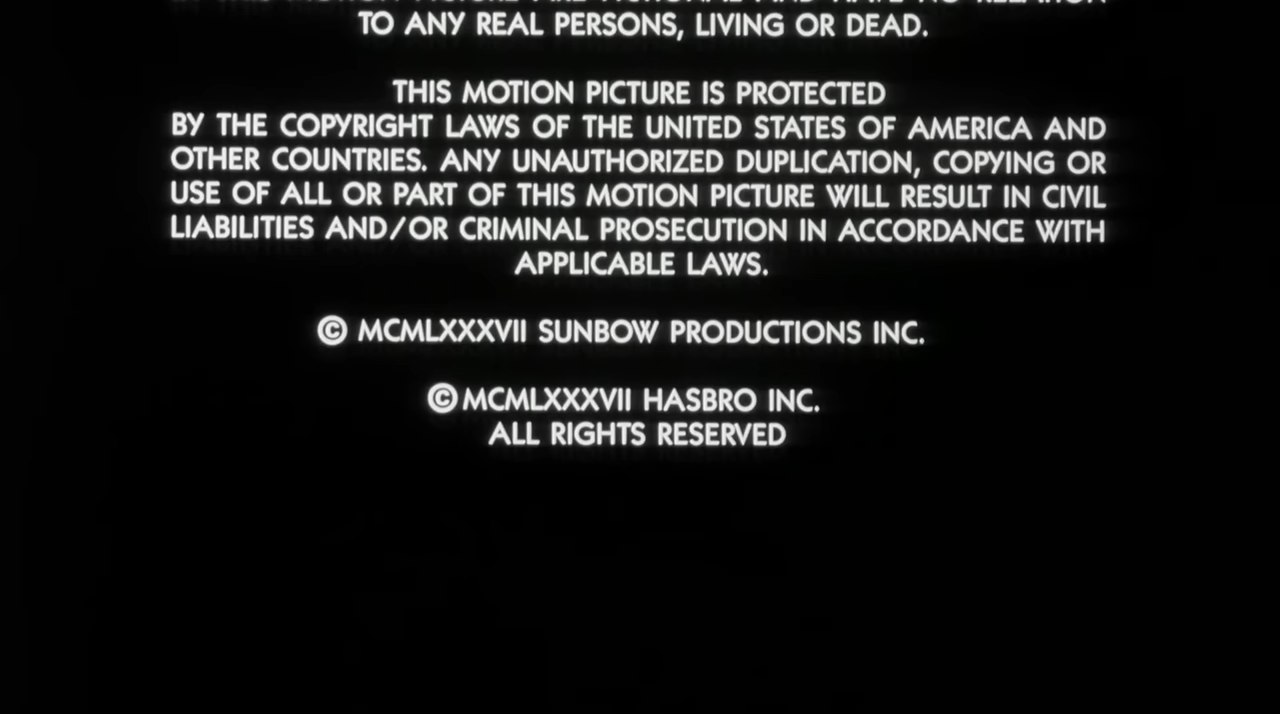 TO ANY REAL PERSONS, LIVING OR DEAD.
THIS MOTION PICTURE IS PROTECTED
BY THE COPYRIGHT LAWS OF THE UNITED STATES OF AMERICA AND
OTHER COUNTRIES. ANY UNAUTHORIZED DUPLICATION, COPYING OR
USE OF ALL OR PART OF THIS MOTION PICTURE WILL RESULT IN CIVIL
LIABILITIES AND/OR CRIMINAL PROSECUTION IN ACCORDANCE WITH
APPLICABLE LAWS.
© MCMLXXXVII SUNBOW PRODUCTIONS INC.
© MCMLXXXVII HASBRO INC.
ALL RIGHTS RESERVED